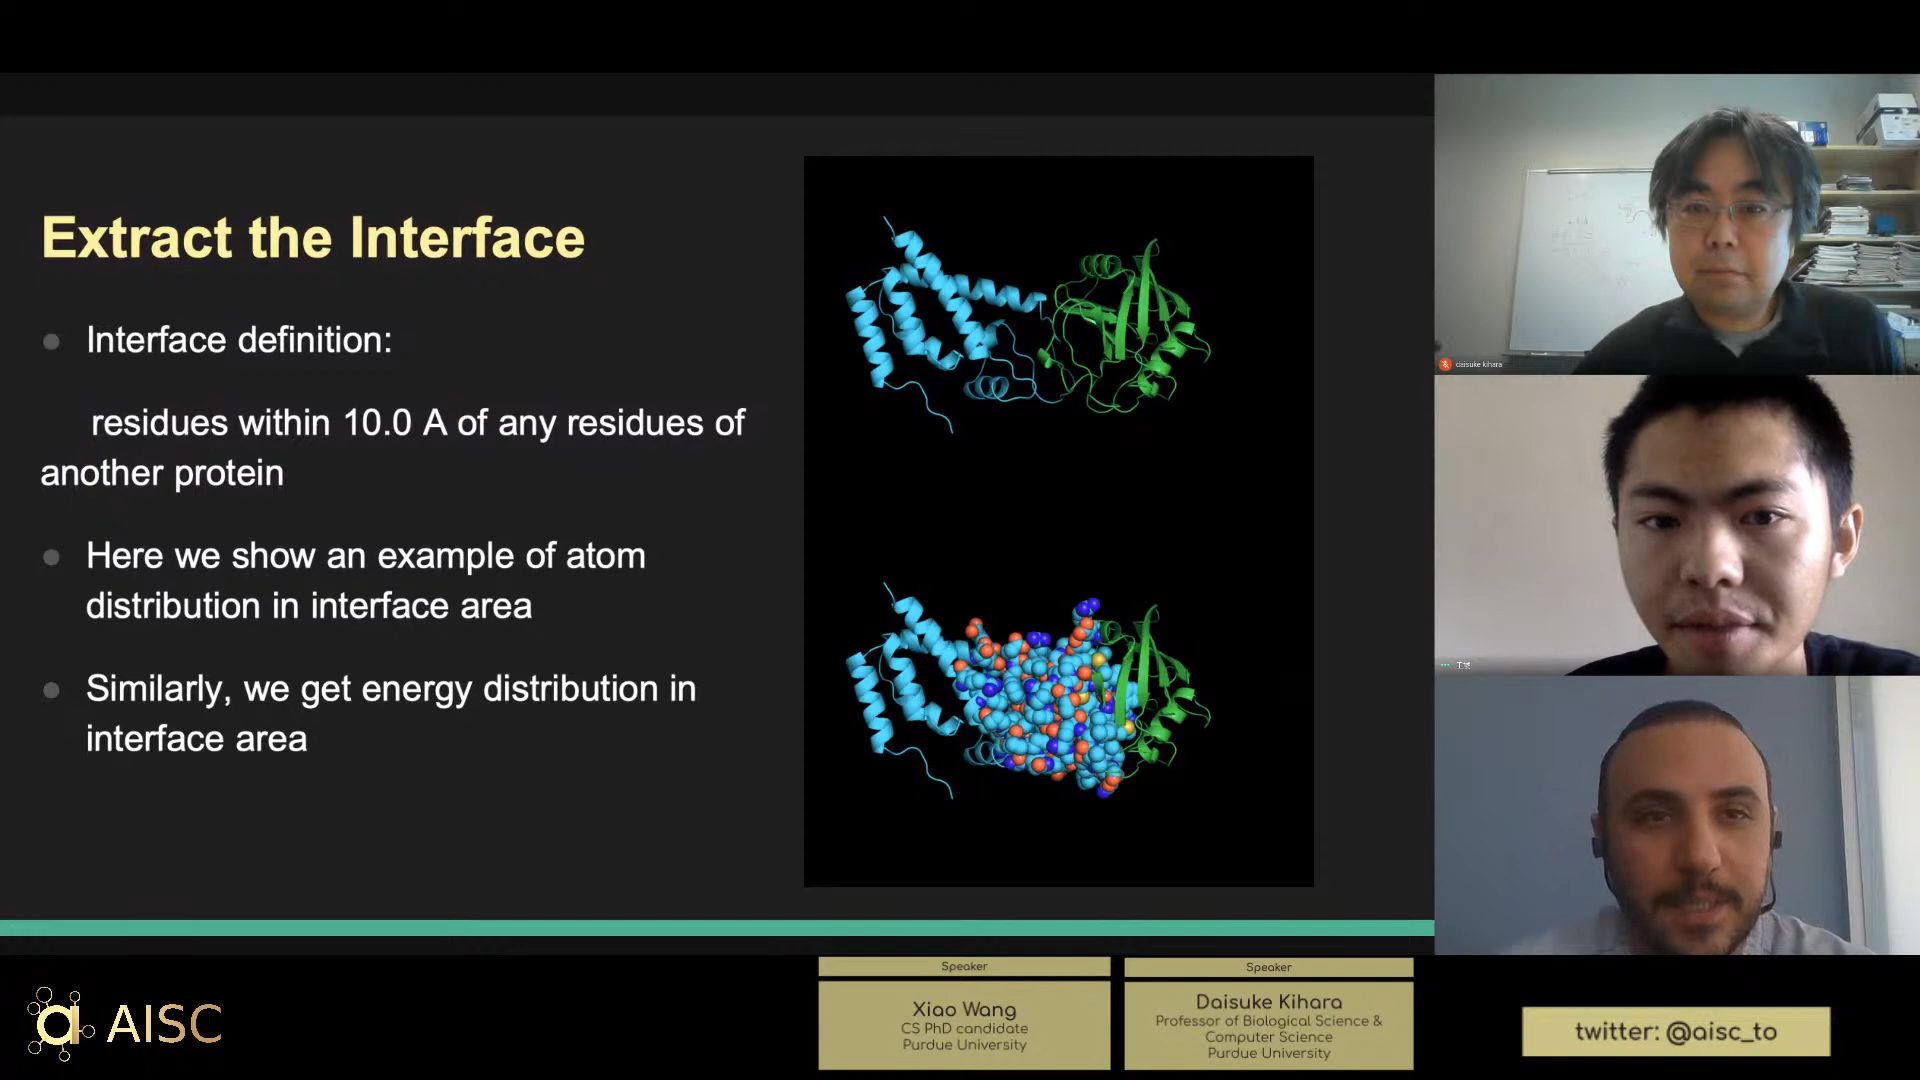 Extract the Interface
Interface definition:
residues within 10.0 A of any residues of
another protein
Here we show an example of atom
distribution in interface area
Similarly, we get energy distribution in
interface area
daisuke kihara
AISC
Speaker
Xiao Wang
CS PhD candidate
Purdue University
Speaker
Daisuke Kihara
Professor of Biological Science &
Computer Science
Purdue University
twitter: @aisc_to